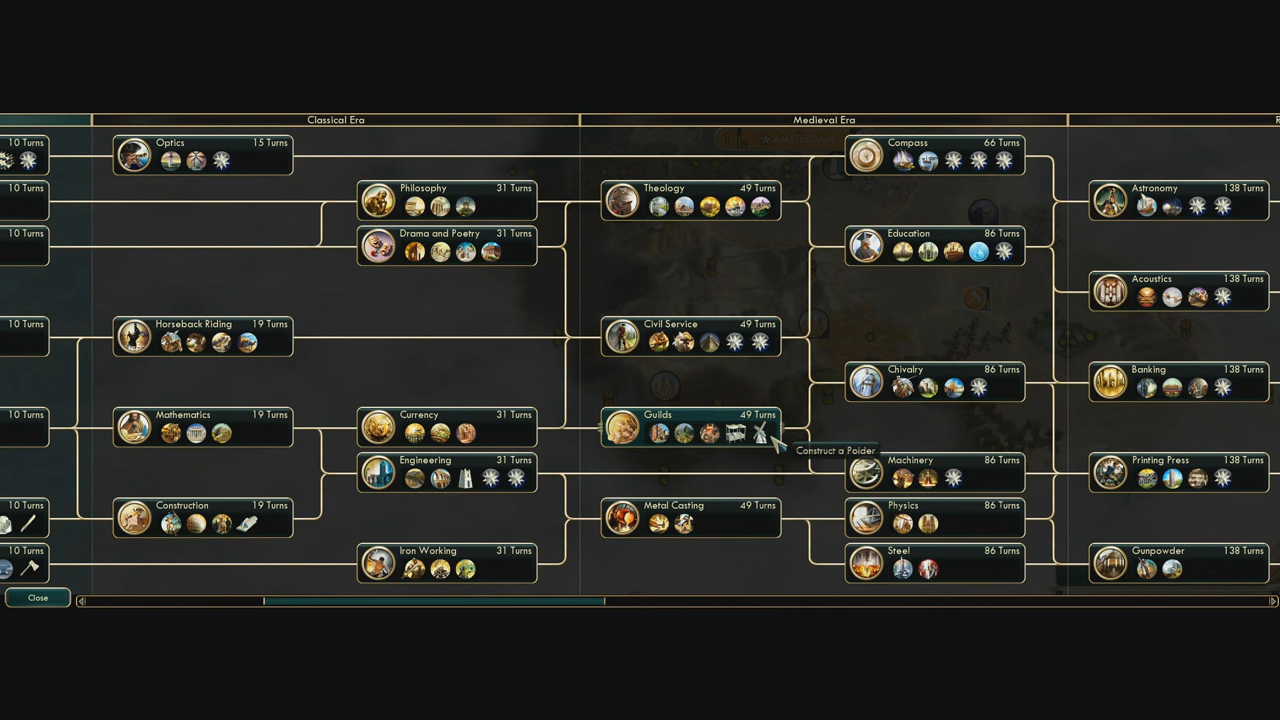 Classical Era
Medieval Era
R
10 Turns
Optics 15 Turns
Compass 66 Turns
10 Turns
Philosophy 31 Turns
Theology 49 Turns
Astronomy 138 Turns
10 Turns
Drama and Poetry 31 Turns
Education 86 Turns
Acoustics 138 Turns
10 Turns
Horseback Riding 19 Turns
Civil Service 49 Turns
Chivalry 86 Turns
Banking 138 Turns
10 Turns
Mathematics 19 Turns
Currency 31 Turns
Guilds 49 Turns
Construct a Polder
Engineering 31 Turns
Machinery 86 Turns
Printing Press 138 Turns
10 Turns
Construction 19 Turns
Metal Casting 49 Turns
Physics 86 Turns
10 Turns
Iron Working 31 Turns
Steel 86 Turns
Gunpowder 138 Turns
Close